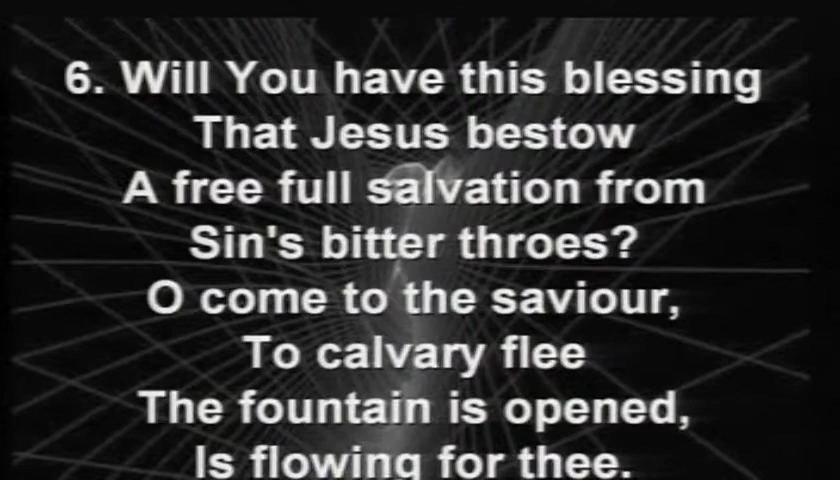 6. Will You have this blessing
That Jesus bestow
A free full salvation from
Sin's bitter throes?
O come to the saviour,
To calvary flee
The fountain is opened,
Is flowing for thee.